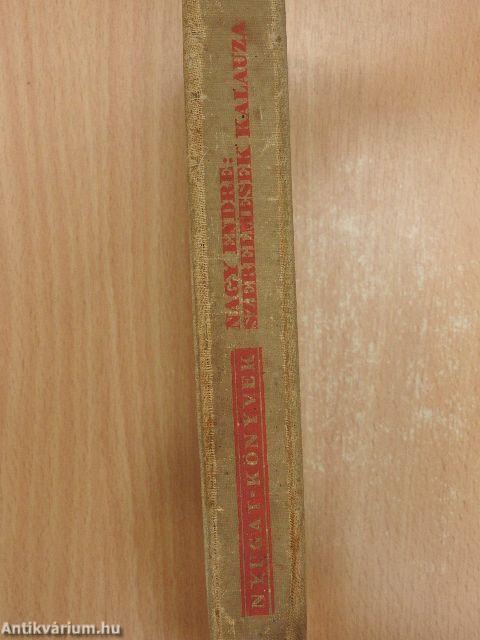 NAGY ENDRE:
SZERELMESEK KALAUZA
NYUGAT-KÖNYVEK
Antikvárium.hu